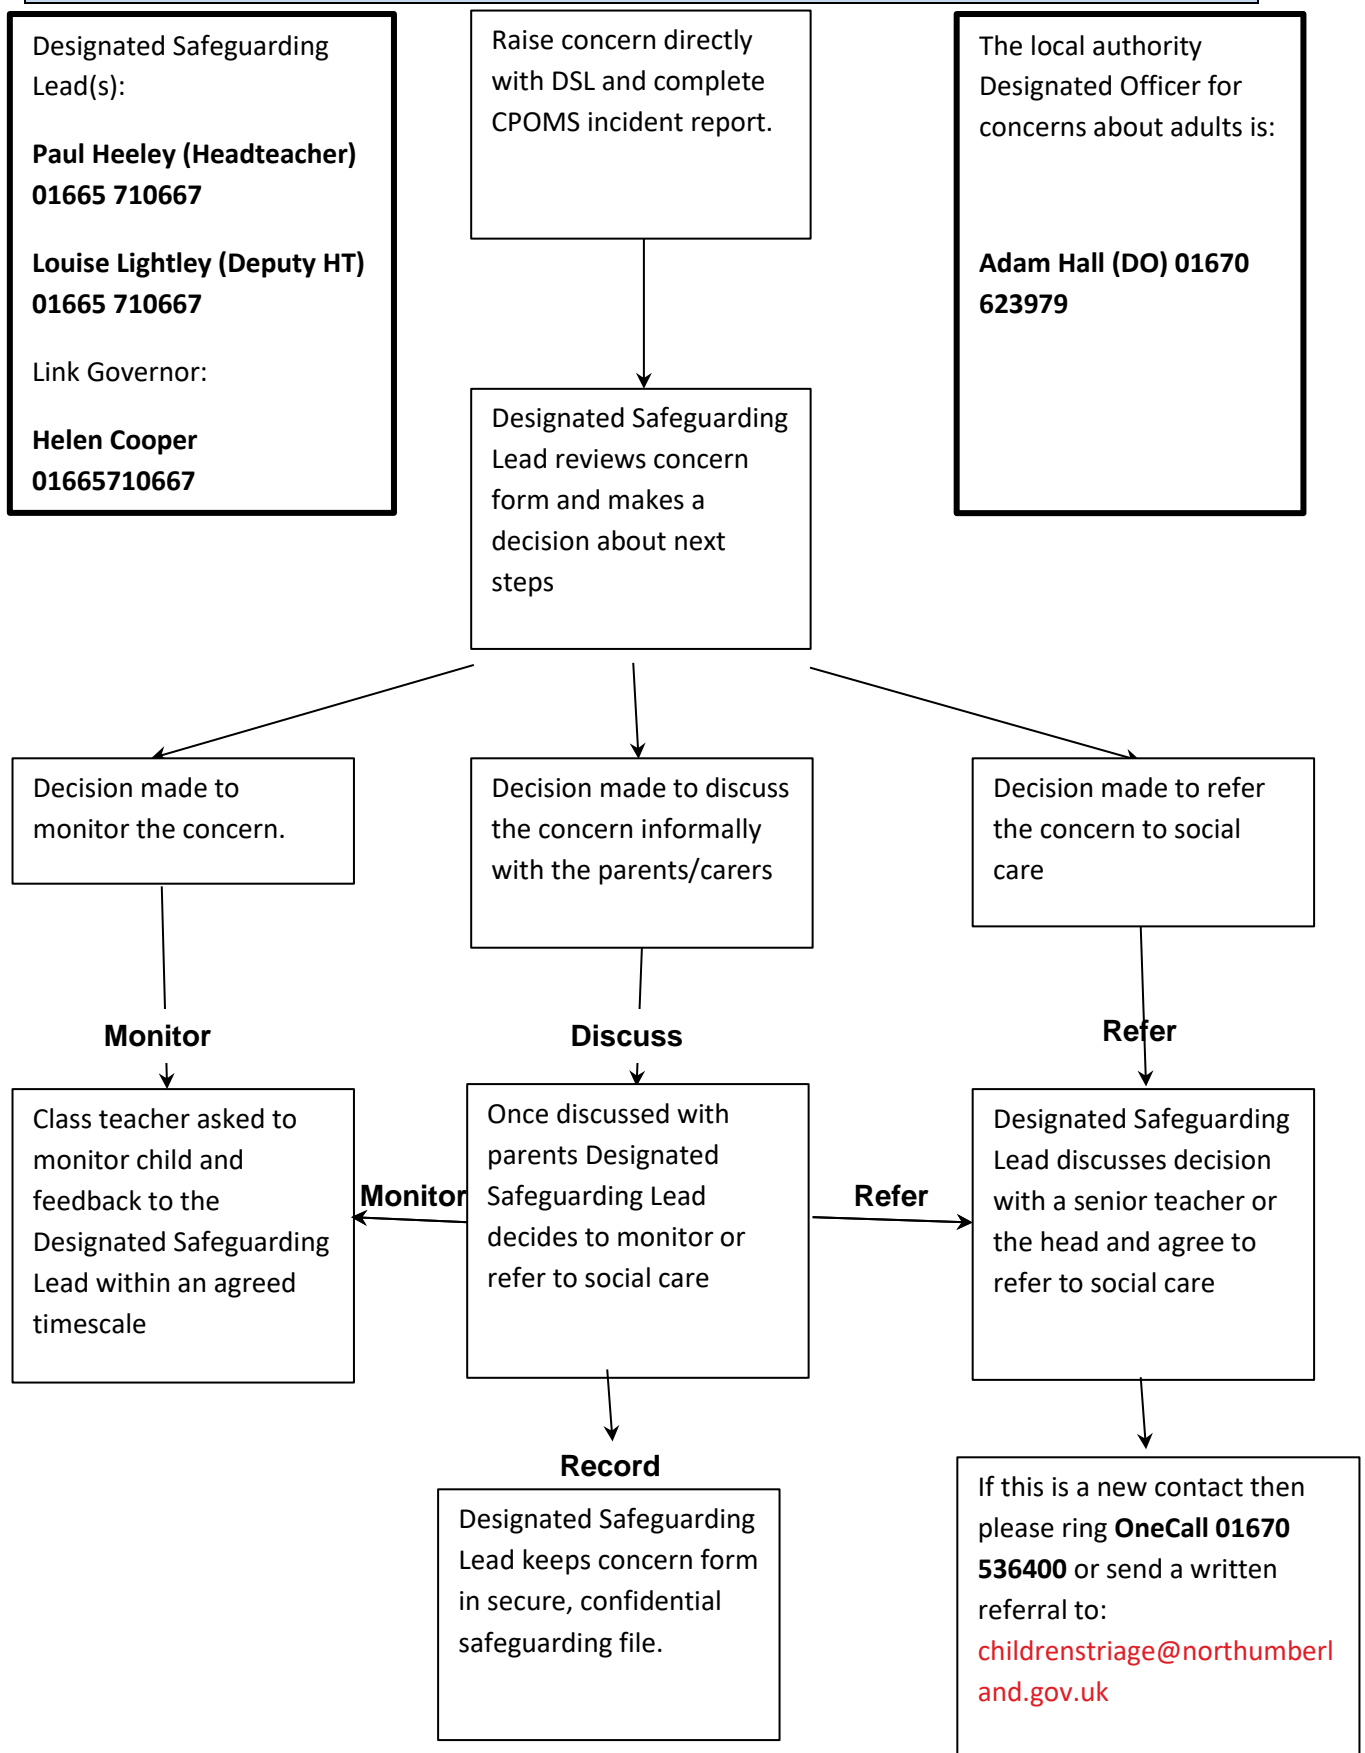 Designated Safeguarding
Lead(s):
Paul Heeley (Headteacher)
01665 710667
Louise Lightley (Deputy HT)
01665 710667
Link Governor:
Helen Cooper
01665710667
Raise concern directly
with DSL and complete
CPOMS incident report.
The local authority
Designated Officer for
concerns about adults is:
Adam Hall (DO) 01670
623979
Designated Safeguarding
Lead reviews concern
form and makes a
decision about next
steps
Decision made to
monitor the concern.
Decision made to discuss
the concern informally
with the parents/carers
Decision made to refer
the concern to social
care
Monitor
Discuss
Refer
Class teacher asked to
monitor child and
feedback to the
Designated Safeguarding
Lead within an agreed
timescale
Monitor
Once discussed with
parents Designated
Safeguarding Lead
decides to monitor or
refer to social care
Refer
Designated Safeguarding
Lead discusses decision
with a senior teacher or
the head and agree to
refer to social care
Record
Designated Safeguarding
Lead keeps concern form
in secure, confidential
safeguarding file.
If this is a new contact then
please ring OneCall 01670
536400 or send a written
referral to:
childrenstriage@northumberl
and.gov.uk